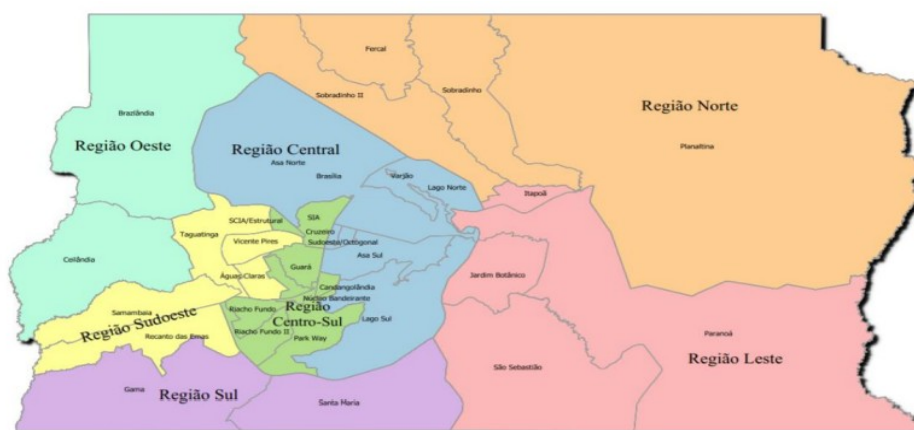 Fercal
Sobradinho II
Sobradinho
Região Norte
Planaltina
Brazlândia
Região Oeste
Região Central
Asa Norte
Brasília
Varjão
Lago Norte
Itapoã
SCIA/Estrutural
SIA
Taguatinga
Cruzeiro
Vicente Pires
Sudoeste/Octogonal
Asa Sul
Ceilândia
Guará
Águas Claras
Jardim Botânico
Candangolândia
Núcleo Bandeirante
Samambaia
Riacho Fundo
Região
Centro-Sul
Lago Sul
Região Sudoeste
Riacho Fundo II
Recanto das Emas
Park Way
Paranoá
Região Leste
São Sebastião
Gama
Região Sul
Santa Maria